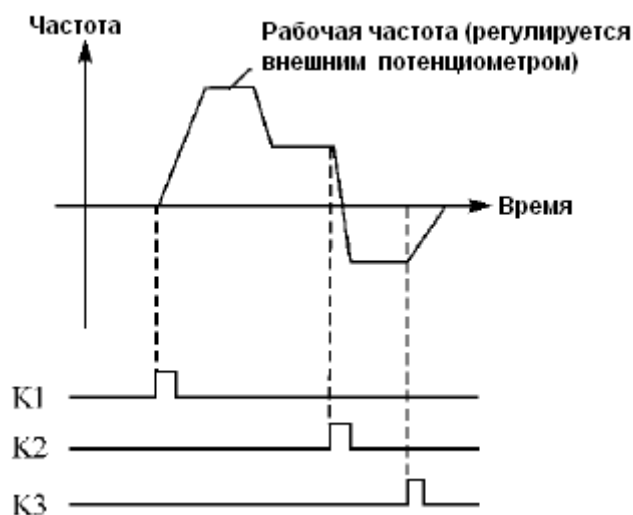 Частота
Рабочая частота (регулируется
внешним потенциометром)
Время
K1
K2
K3